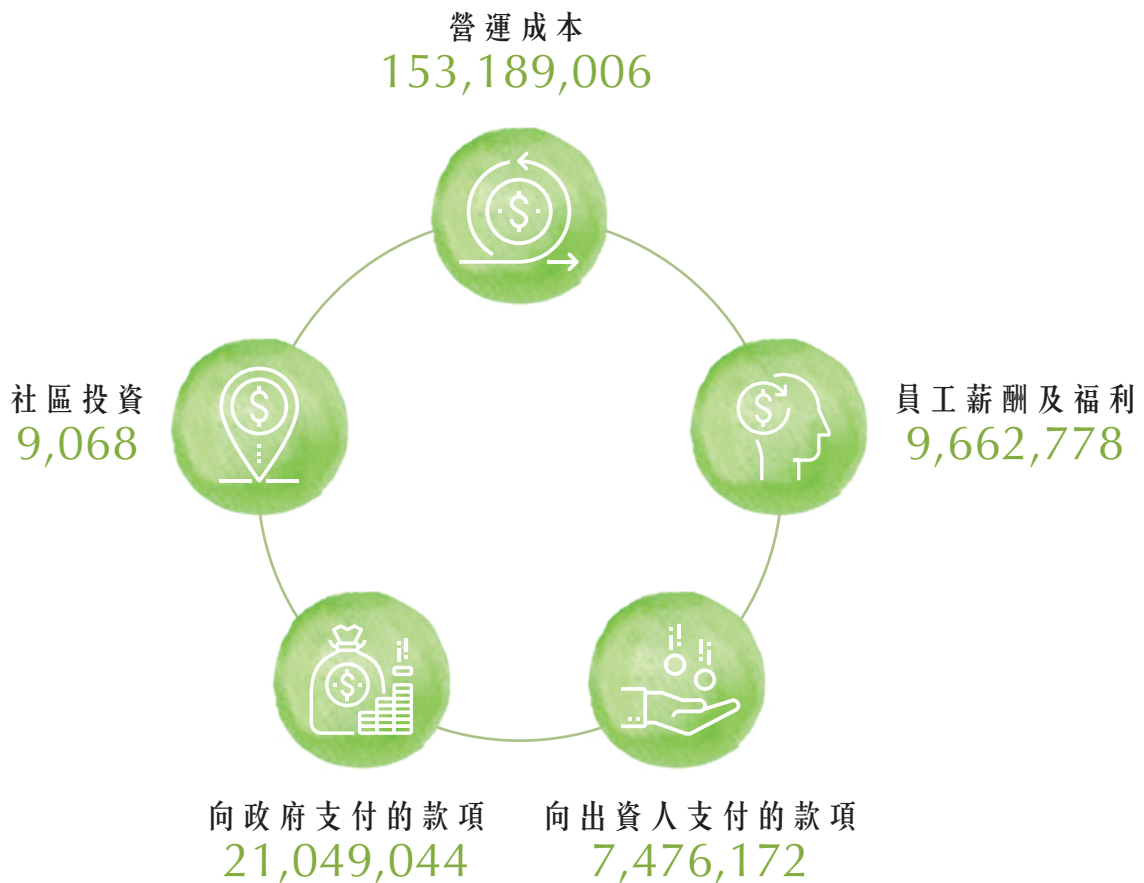 營運成本
153,189,006
社區投資
9,068
員工薪酬及福利
9,662,778
向政府支付的款項
21,049,044
向出資人支付的款項
7,476,172